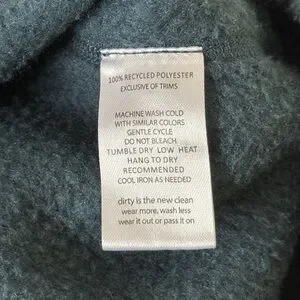 100% RECYCLED POLYESTER
EXCLUSIVE OF TRIMS
MACHINE WASH COLD
WITH SIMILAR COLORS
GENTLE CYCLE
DO NOT BLEACH
TUMBLE DRY LOW HEAT
HANG TO DRY
RECOMMENDED
COOL IRON AS NEEDED
dirty is the new clean
wear more, wash less
wear it out or pass it on